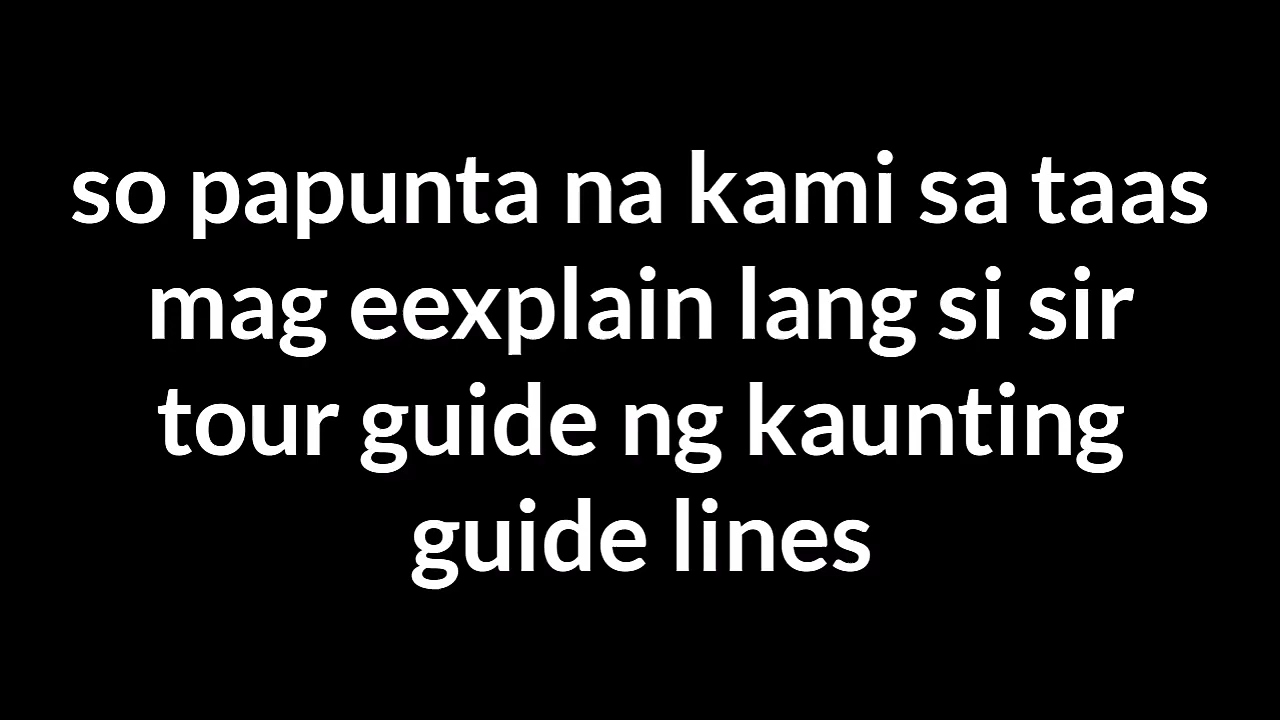 so papunta na kami sa taas
mag eexplain lang si sir
tour guide ng kaunting
guide lines